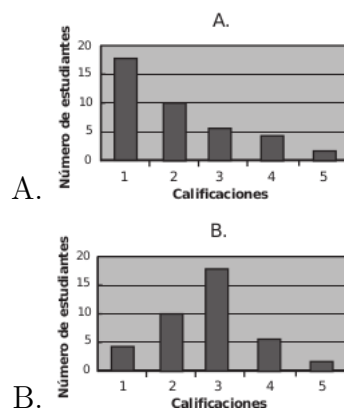 A.
Número de estudiantes
20
15
10
5
0
1 2 3 4 5
Calificaciones
A.
B.
Número de estudiantes
20
15
10
5
0
1 2 3 4 5
Calificaciones
B.